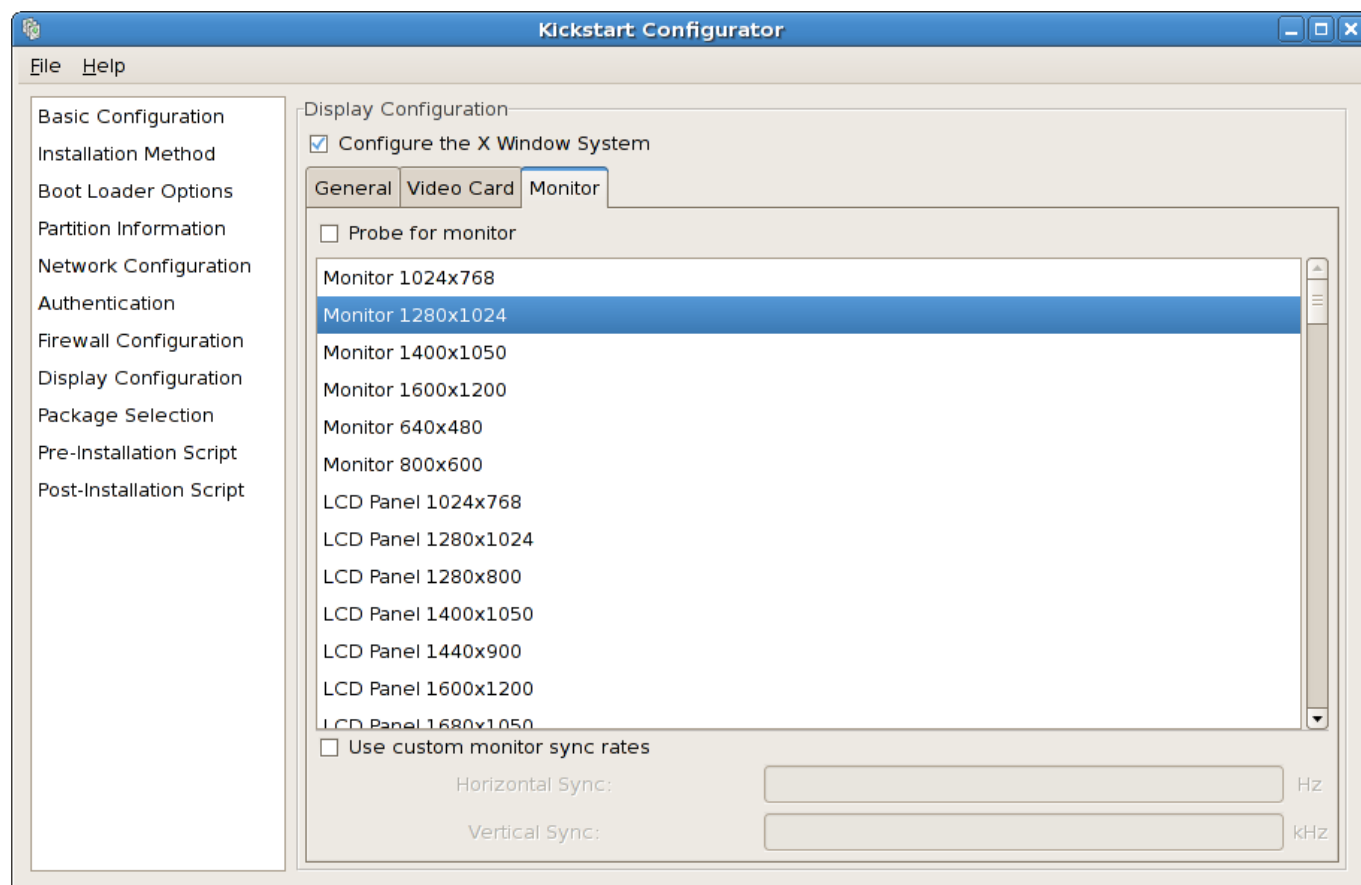 Kickstart Configurator
File Help
Basic Configuration
Installation Method
Boot Loader Options
Partition Information
Network Configuration
Authentication
Firewall Configuration
Display Configuration
Package Selection
Pre-Installation Script
Post-Installation Script
Display Configuration
Configure the X Window System
General Video Card Monitor
Probe for monitor
Monitor 1024x768
Monitor 1280x1024
Monitor 1400x1050
Monitor 1600x1200
Monitor 640x480
Monitor 800x600
LCD Panel 1024x768
LCD Panel 1280x1024
LCD Panel 1280x800
LCD Panel 1400x1050
LCD Panel 1440x900
LCD Panel 1600x1200
LCD Panel 1680x1050
Use custom monitor sync rates
Horizontal Sync: Hz
Vertical Sync: kHz